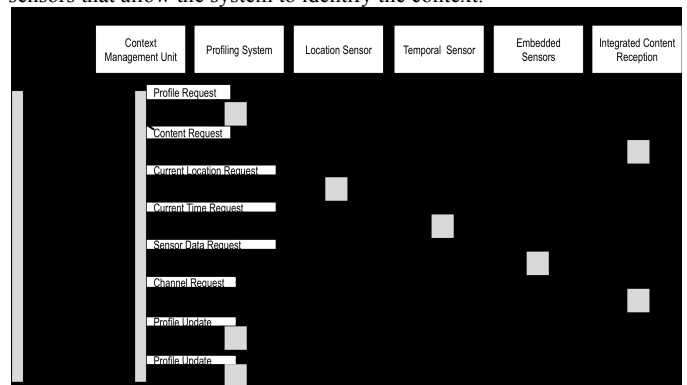 sensors that allow the system to identify the context.
Context
Management Unit
Profiling System
Location Sensor
Temporal Sensor
Embedded
Sensors
Integrated Content
Reception
Profile Request
Content Request
Current Location Request
Current Time Request
Sensor Data Request
Channel Request
Profile Update
Profile Update